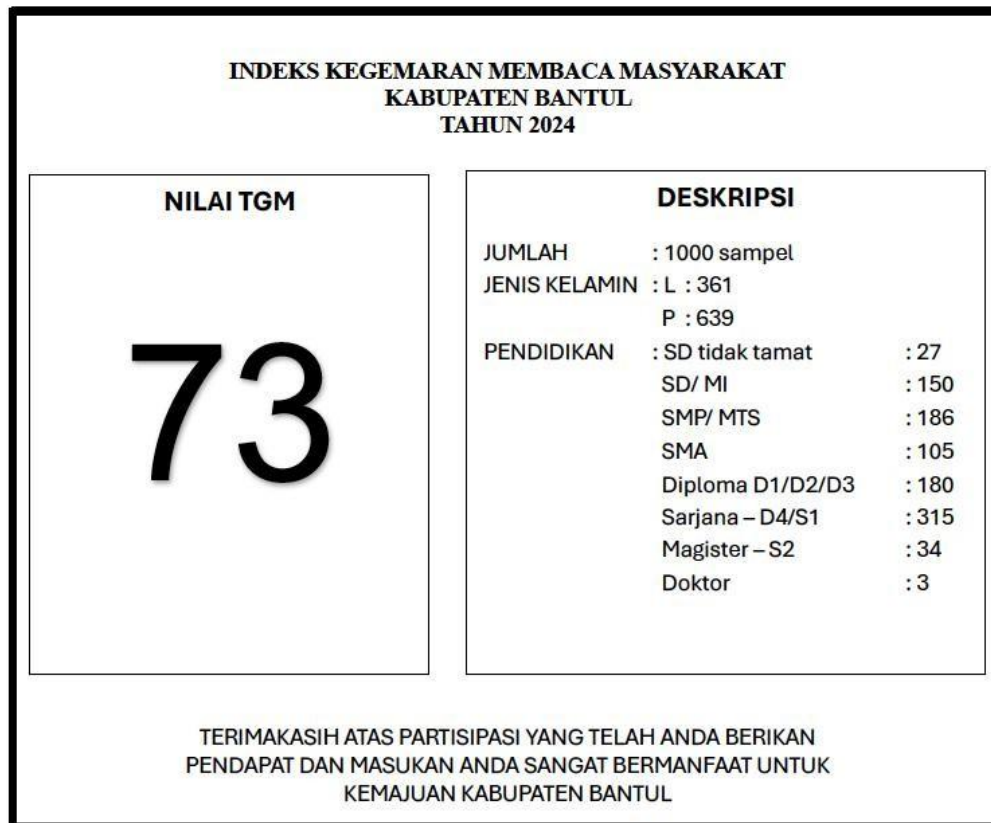 INDEKS KEGEMARAN MEMBACA MASYARAKAT
KABUPATEN BANTUL
TAHUN 2024
NILAI TGM
73
DESKRIPSI
JUMLAH : 1000 sampel
JENIS KELAMIN : L : 361
P : 639
PENDIDIKAN : SD tidak tamat : 27
SD/ MI : 150
SMP/ MTS : 186
SMA : 105
Diploma D1/D2/D3 : 180
Sarjana – D4/S1 : 315
Magister – S2 : 34
Doktor : 3
TERIMAKASIH ATAS PARTISIPASI YANG TELAH ANDA BERIKAN
PENDAPAT DAN MASUKAN ANDA SANGAT BERMANFAAT UNTUK
KEMAJUAN KABUPATEN BANTUL